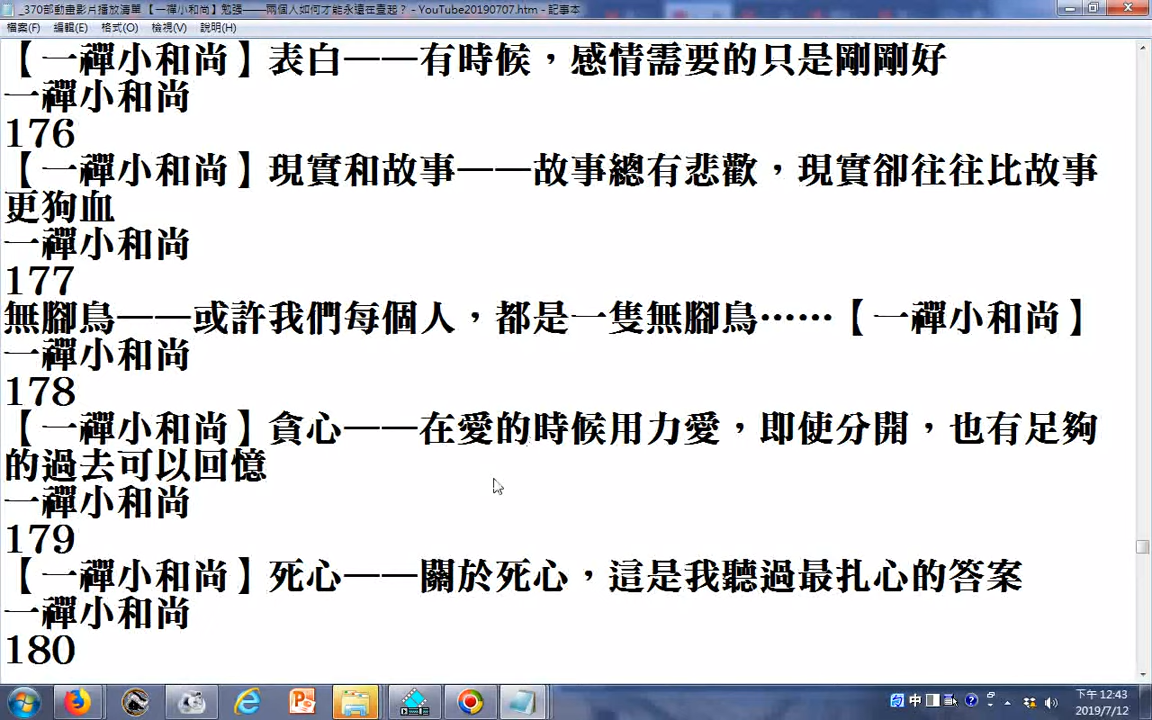 _370部動畫影片播放清單 【一禪小和尚】勉強——兩個人如何才能永遠在壹起？ - YouTube20190707.htm - 記事本
檔案(F) 編輯(E) 格式(O) 檢視(V) 說明(H)
【一禪小和尚】表白——有時候，感情需要的只是剛剛好
一禪小和尚
176
【一禪小和尚】現實和故事——故事總有悲歡，現實卻往往比故事
更狗血
一禪小和尚
177
無腳鳥——或許我們每個人，都是一隻無腳鳥……【一禪小和尚】
一禪小和尚
178
【一禪小和尚】貪心——在愛的時候用力愛，即使分開，也有足夠
的過去可以回憶
一禪小和尚
179
【一禪小和尚】死心——關於死心，這是我聽過最扎心的答案
一禪小和尚
180
中
下午 12:43
2019/7/12